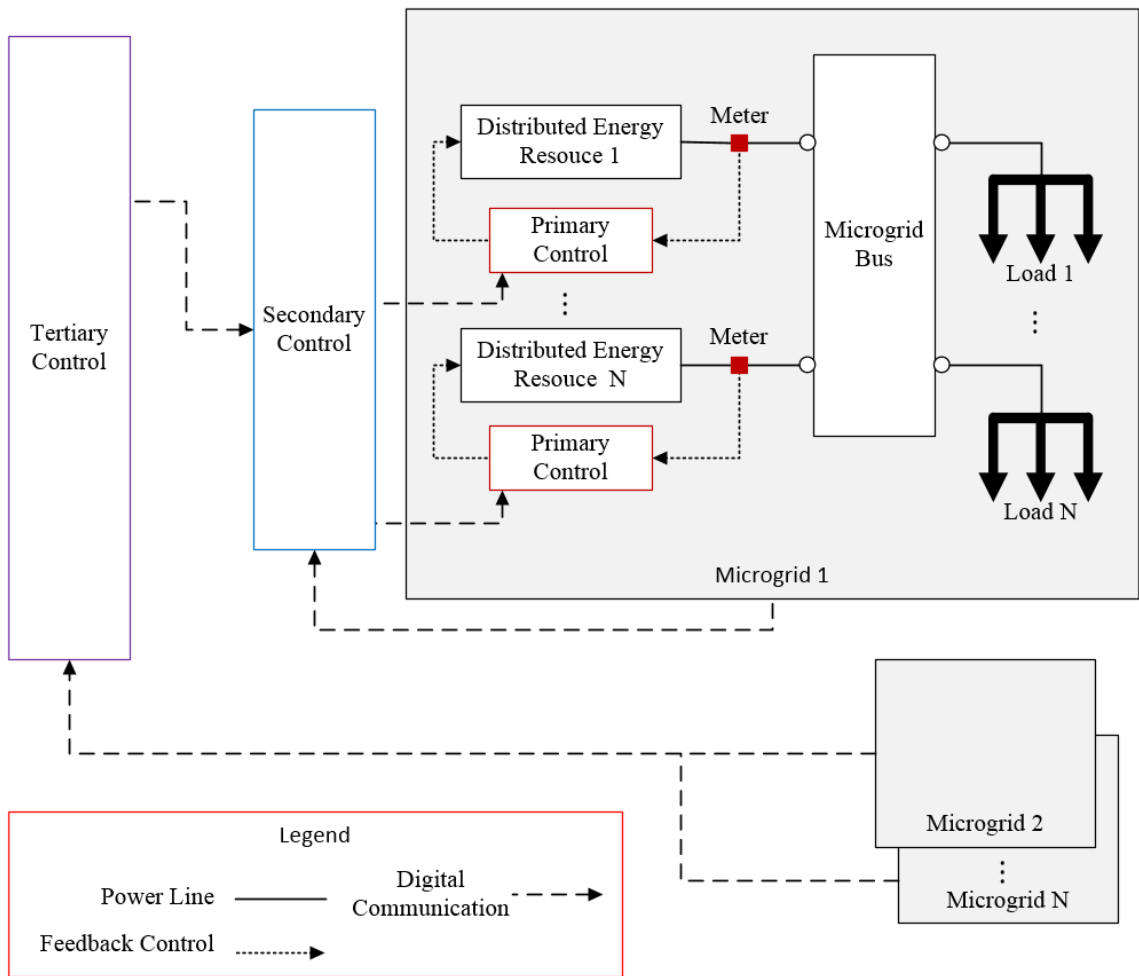 Tertiary
Control
Secondary
Control
Distributed Energy
Resouce 1
Meter
Primary
Control
⋮
Distributed Energy
Resouce N
Meter
Primary
Control
Microgrid
Bus
Load 1
⋮
Load N
Microgrid 1
Microgrid 2
⋮
Microgrid N
Legend
Power Line
Digital
Communication
Feedback Control